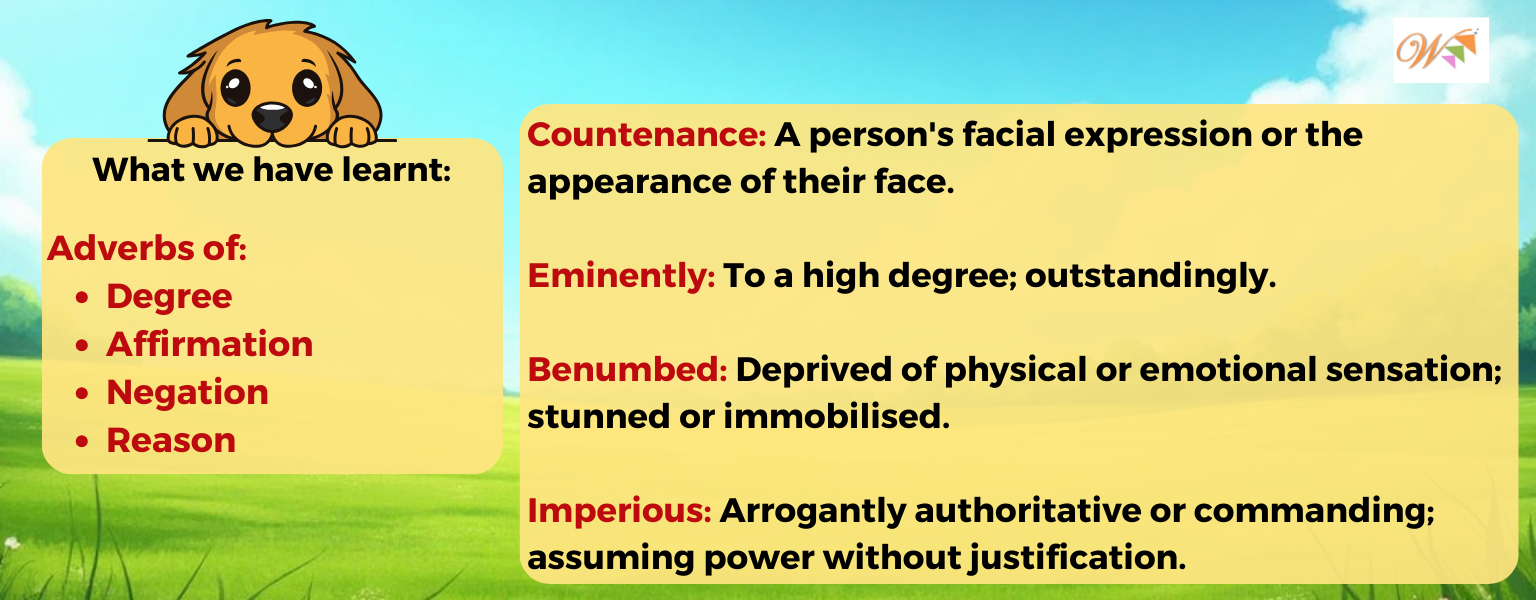 What we have learnt:
Adverbs of:
• Degree
• Affirmation
• Negation
• Reason
W
Countenance: A person's facial expression or the
appearance of their face.
Eminently: To a high degree; outstandingly.
Benumbed: Deprived of physical or emotional sensation;
stunned or immobilised.
Imperious: Arrogantly authoritative or commanding;
assuming power without justification.